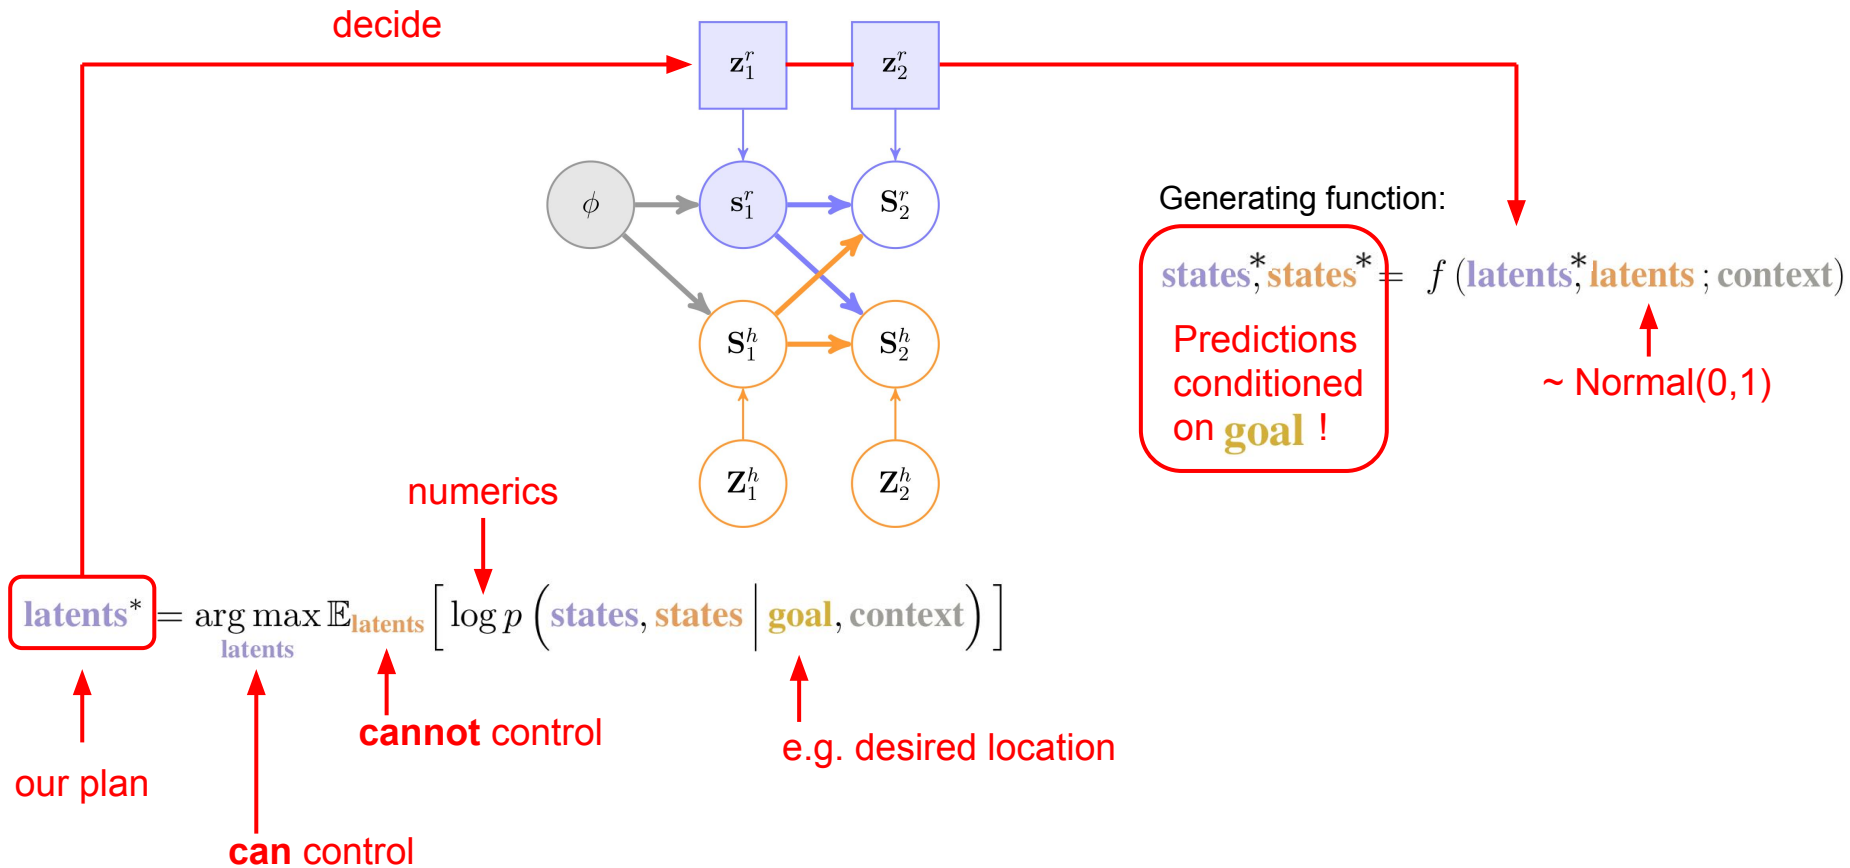 decide
z_1^r z_2^r
ϕ s_1^r S_2^r
S_1^h S_2^h
Z_1^h Z_2^h
Generating function:
states*, states* = f (latents*, latents ; context)
Predictions
conditioned
on goal !
~ Normal(0,1)
numerics
latents* = arg max E_latents [ log p ( states, states | goal, context ) ]
latents
cannot control
e.g. desired location
our plan
can control